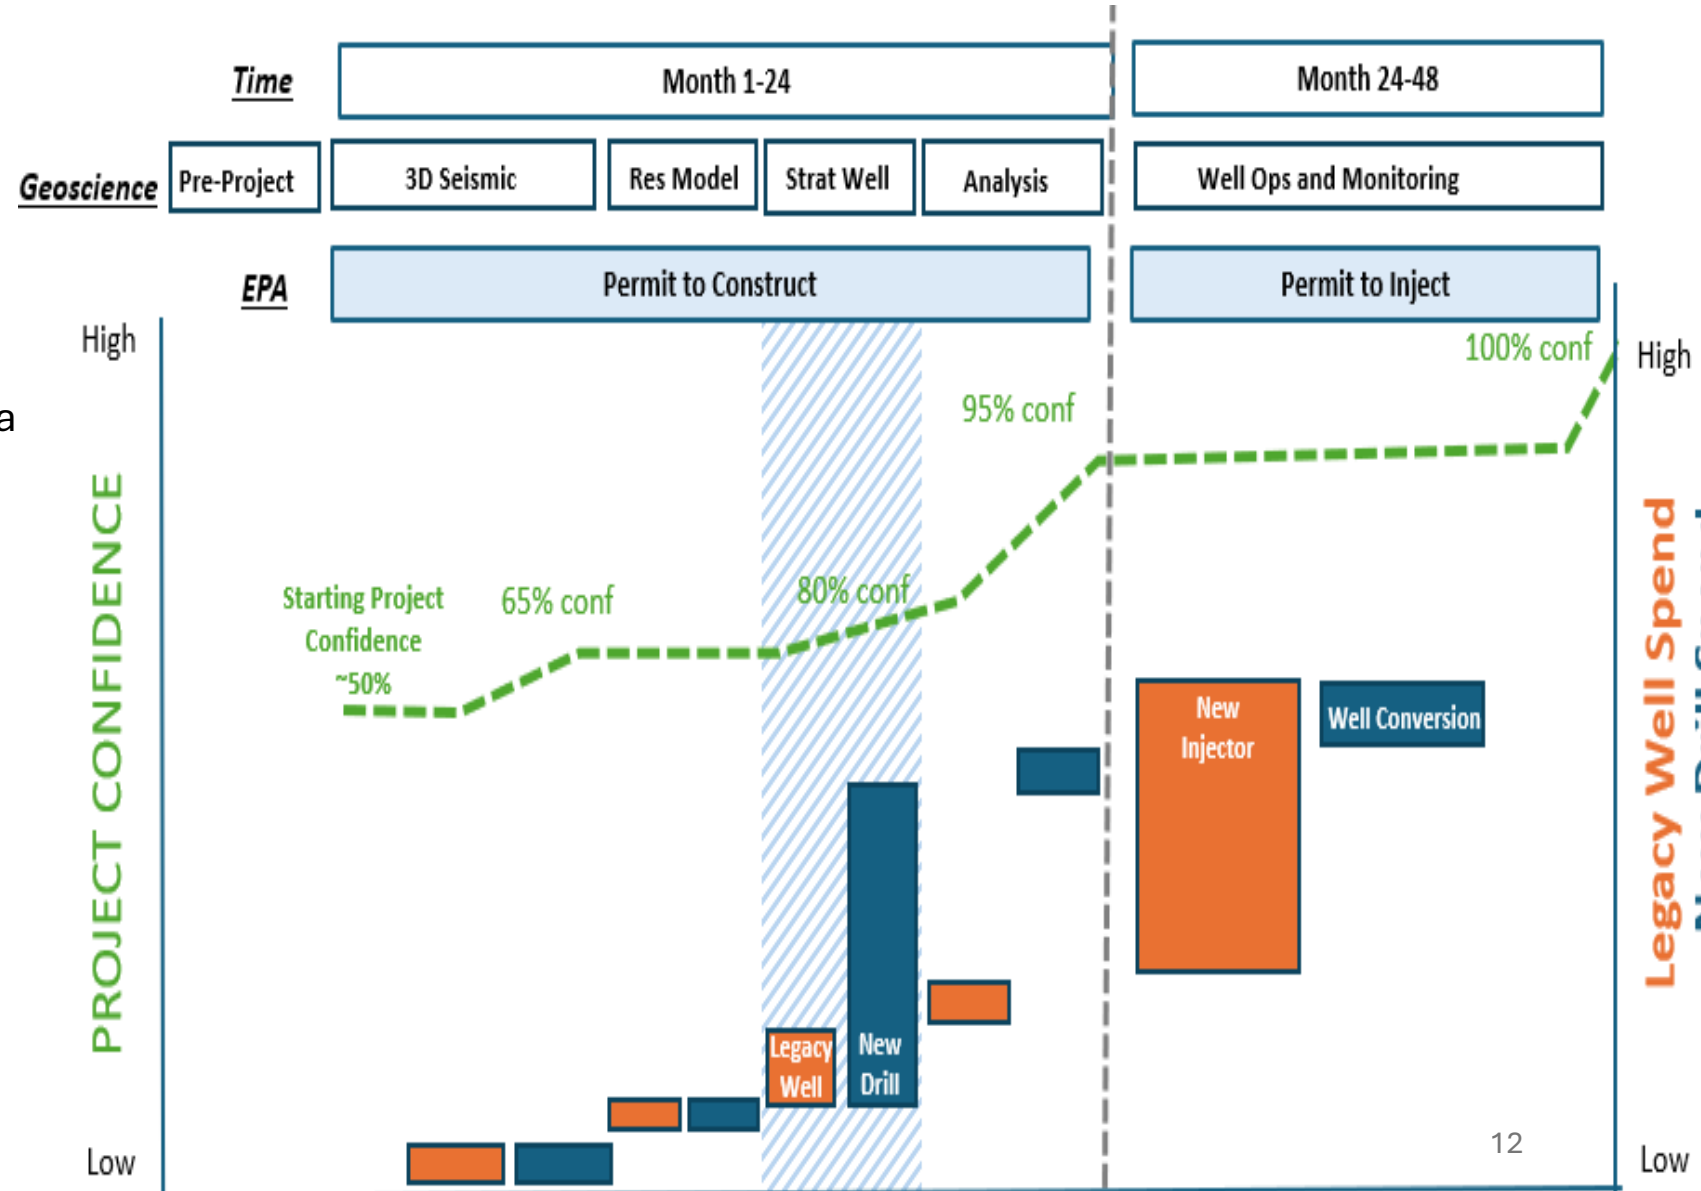 Time
Month 1-24
Month 24-48
Geoscience
Pre-Project
3D Seismic
Res Model
Strat Well
Analysis
Well Ops and Monitoring
EPA
Permit to Construct
Permit to Inject
High
100% conf
High
95% conf
a
PROJECT CONFIDENCE
Starting Project
Confidence
~50%
65% conf
80% conf
New
Injector
Well Conversion
Legacy Well Spend
Legacy
Well
New
Drill
12
Low
Low